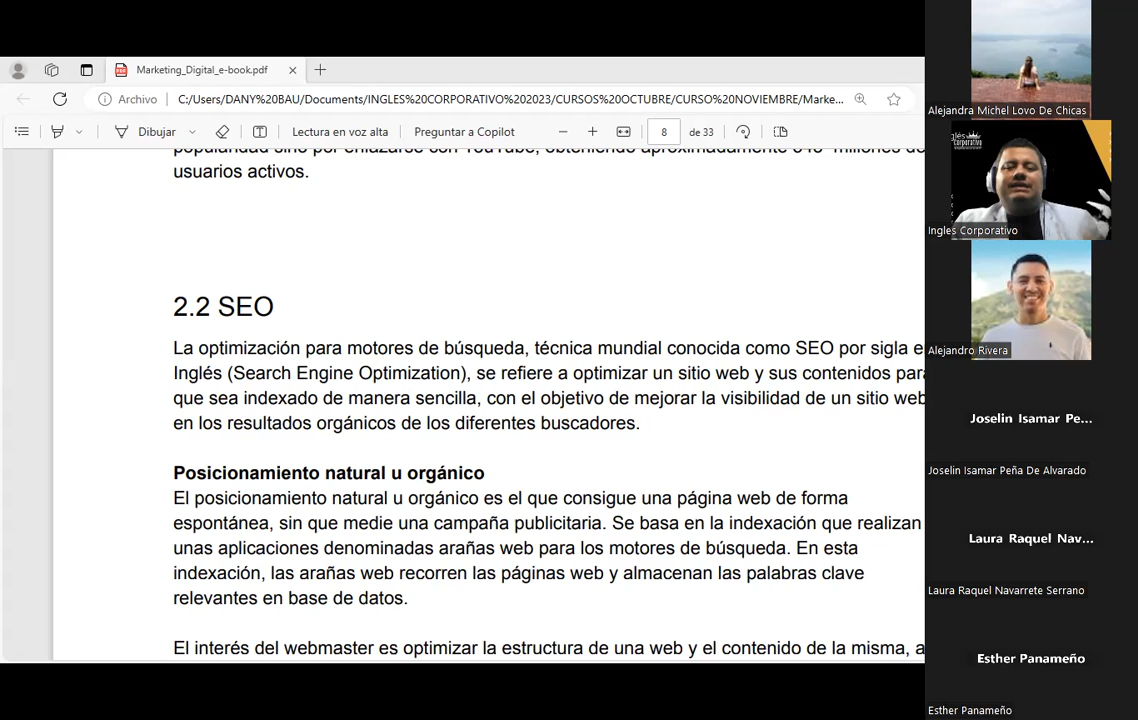 Marketing_Digital_e-book.pdf
Archivo
C:/Users/DANY%20BAU/Documents/INGLES%20CORPORATIVO%202023/CURSOS%20OCTUBRE/CURSO%20NOVIEMBRE/Marke...
Dibujar
Lectura en voz alta
Preguntar a Copilot
8
de 33
usuarios activos.
2.2 SEO
La optimización para motores de búsqueda, técnica mundial conocida como SEO por sigla e
Inglés (Search Engine Optimization), se refiere a optimizar un sitio web y sus contenidos para
que sea indexado de manera sencilla, con el objetivo de mejorar la visibilidad de un sitio web
en los resultados orgánicos de los diferentes buscadores.
Posicionamiento natural u orgánico
El posicionamiento natural u orgánico es el que consigue una página web de forma
espontánea, sin que medie una campaña publicitaria. Se basa en la indexación que realizan
unas aplicaciones denominadas arañas web para los motores de búsqueda. En esta
indexación, las arañas web recorren las páginas web y almacenan las palabras clave
relevantes en base de datos.
El interés del webmaster es optimizar la estructura de una web y el contenido de la misma, a
Alejandra Michel Lovo De Chicas
Ingles Corporativo
Alejandro Rivera
Joselin Isamar Pe...
Joselin Isamar Peña De Alvarado
Laura Raquel Nav...
Laura Raquel Navarrete Serrano
Esther Panameño
Esther Panameño